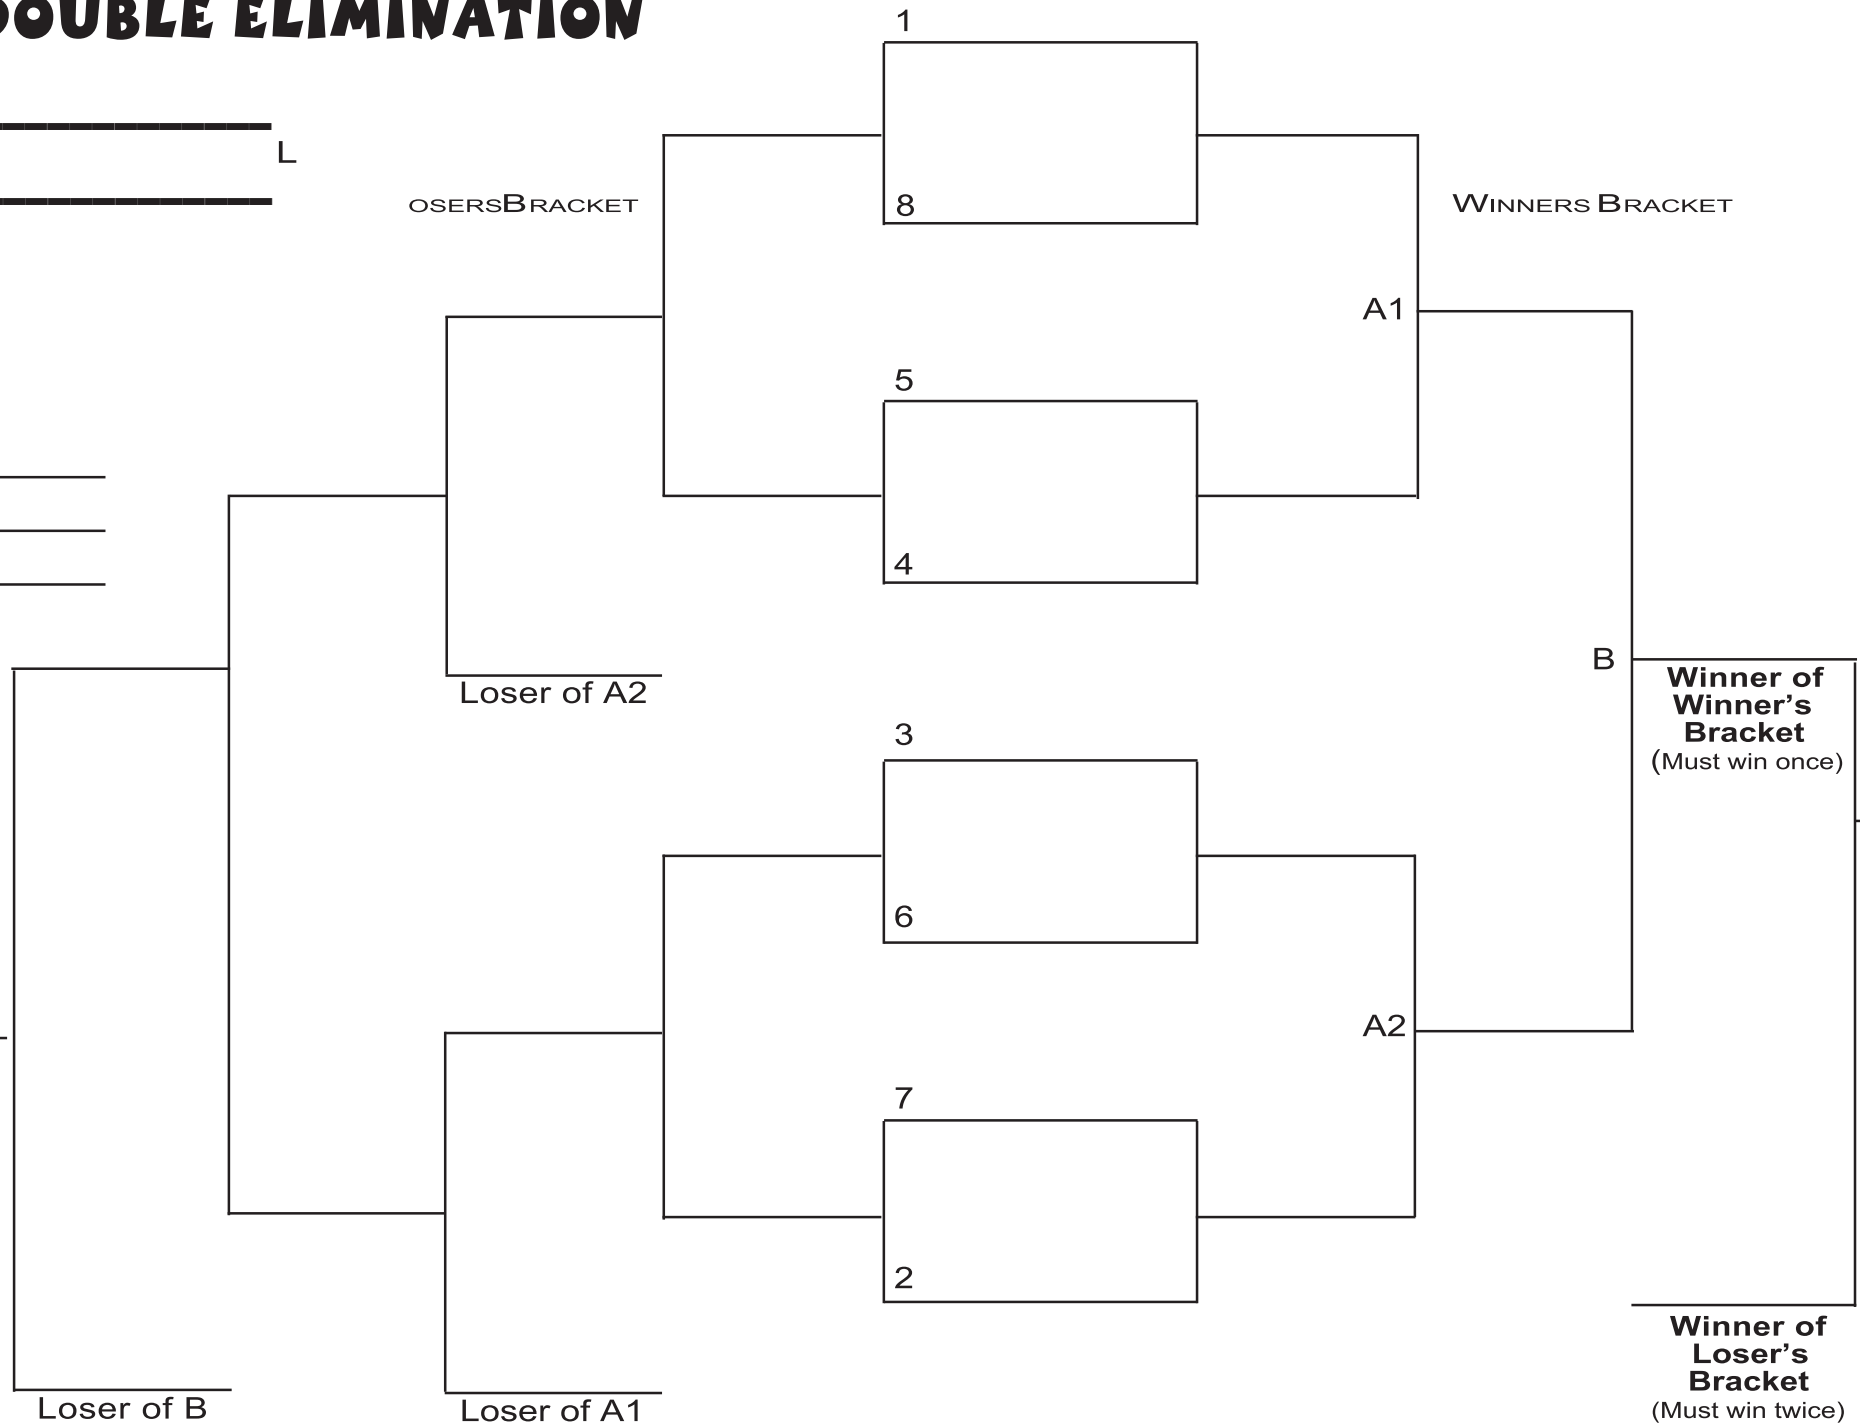 DOUBLE ELIMINATION
L
OSERSBRACKET
WINNERS BRACKET
1
8
A1
5
4
Loser of A2
B
Winner of
Winner’s
Bracket
(Must win once)
3
6
A2
7
2
Winner of
Loser’s
Bracket
(Must win twice)
Loser of B
Loser of A1